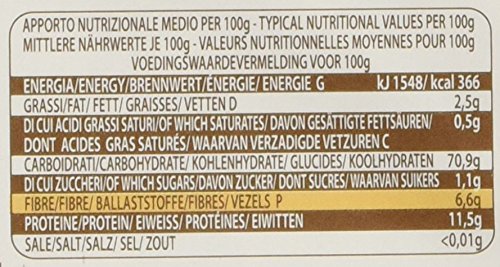 APPORTO NUTRIZIONALE MEDIO PER 100g - TYPICAL NUTRITIONAL VALUES PER 100g
MITTLERE NÄHRWERTE JE 100g - VALEURS NUTRITIONNELLES MOYENNES POUR 100g
VOEDINGSWAARDEVERMELDING VOOR 100g
ENERGIA/ENERGY/BRENNWERT/ÉNERGIE/ ENERGIE G kJ 1548/ kcal 366
GRASSI/FAT/ FETT/ GRAISSES/ VETTEN D 2,5g
DI CUI ACIDI GRASSI SATURI/OF WHICH SATURATES/ DAVON GESÄTTIGTE FETTSÄUREN/ 0,5g
DONT ACIDES GRAS SATURÉS/ WAARVAN VERZADIGDE VETZUREN C
CARBOIDRATI/CARBOHYDRATE/ KOHLENHYDRATE/ GLUCIDES/ KOOLHYDRATEN 70,9g
DI CUI ZUCCHERI/OF WHICH SUGARS/DAVON ZUCKER/ DONT SUCRES/ WAARVAN SUIKERS 1,1g
FIBRE/FIBRE/ BALLASTSTOFFE/FIBRES/ VEZELS P 6,6g
PROTEINE/PROTEIN/ EIWEISS/ PROTÉINES/ EIWITTEN 11,5g
SALE/SALT/SALZ/ SEL/ ZOUT <0,01g